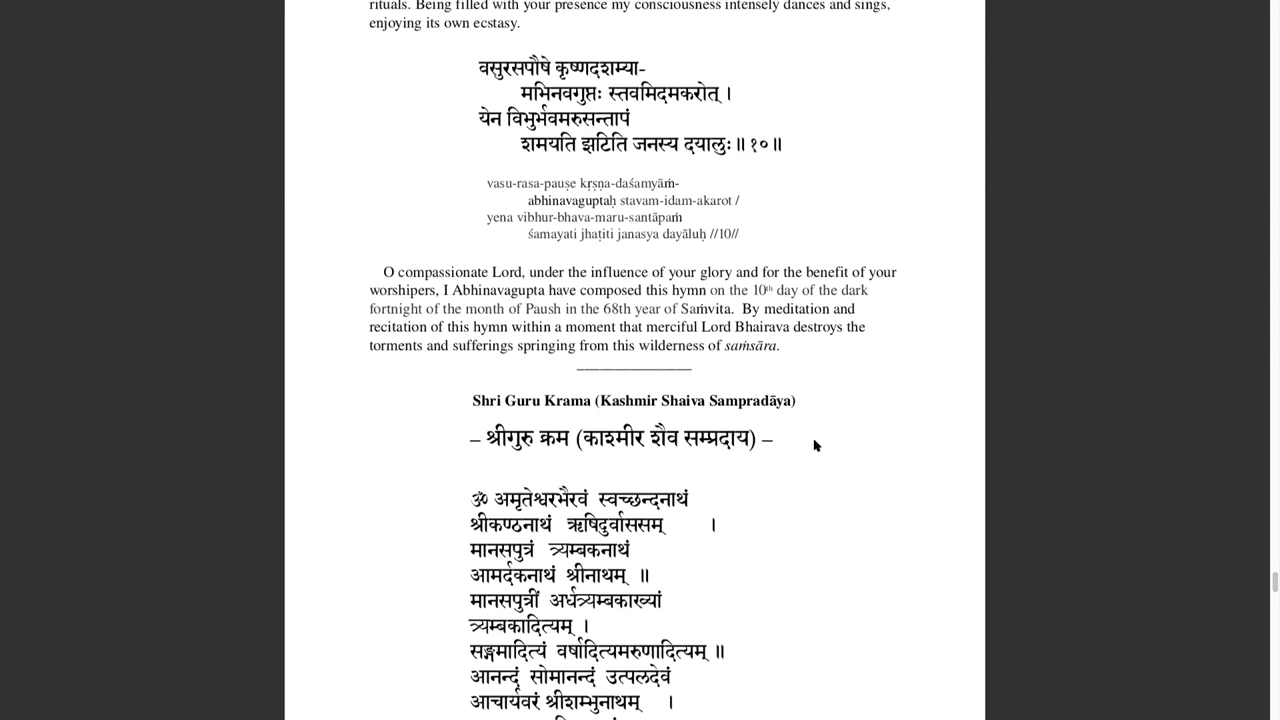 rituals. Being filled with your presence my consciousness intensely dances and sings,
enjoying its own ecstasy.
वसुरसपौषे कृष्णदशम्या-
मभिनवगुप्तः स्तवमिदमकरोत् ।
येन विभुर्भवमरुसन्तापं
शमयति झटिति जनस्य दयालुः ॥ १० ॥
vasu-rasa-pauṣe kṛṣṇa-daśamyāṁ-
abhinavaguptaḥ stavam-idam-akarot /
yena vibhur-bhava-maru-santāpaṁ
śamayati jhaṭiti janasya dayāluḥ //10//
O compassionate Lord, under the influence of your glory and for the benefit of your
worshipers, I Abhinavagupta have composed this hymn on the 10th day of the dark
fortnight of the month of Paush in the 68th year of Saṁvita. By meditation and
recitation of this hymn within a moment that merciful Lord Bhairava destroys the
torments and sufferings springing from this wilderness of saṁsāra.
Shri Guru Krama (Kashmir Shaiva Sampradāya)
– श्रीगुरु क्रम (काश्मीर शैव सम्प्रदाय) –
ॐ अमृतेश्वरभैरवं स्वच्छन्दनाथं
श्रीकण्ठनाथं ऋषिदुर्वाससम् ।
मानसपुत्रं त्र्यम्बकनाथं
आमर्दकनाथं श्रीनाथम् ॥
मानसपुत्रीं अर्धत्र्यम्बकाख्यां
त्र्यम्बकादित्यम् ।
सङ्गमादित्यं वर्षादित्यमरुणादित्यम् ॥
आनन्दं सोमानन्दं उत्पलदेवं
आचार्यवरं श्रीशम्भुनाथम् ।